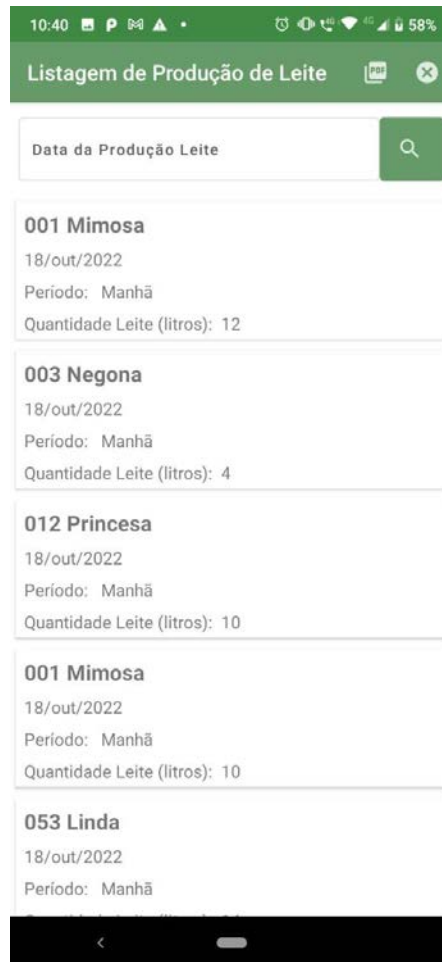 10:40 58%
Listagem de Produção de Leite PDF
Data da Produção Leite
001 Mimosa
18/out/2022
Período: Manhã
Quantidade Leite (litros): 12
003 Negona
18/out/2022
Período: Manhã
Quantidade Leite (litros): 4
012 Princesa
18/out/2022
Período: Manhã
Quantidade Leite (litros): 10
001 Mimosa
18/out/2022
Período: Manhã
Quantidade Leite (litros): 10
053 Linda
18/out/2022
Período: Manhã